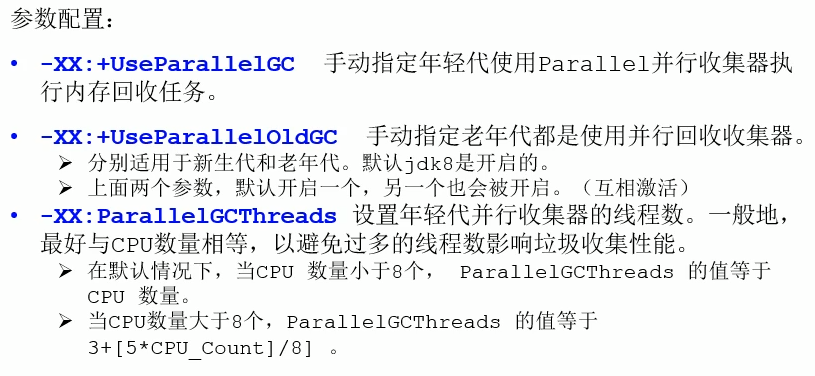 参数配置：
• -XX:+UseParallelGC 手动指定年轻代使用Parallel并行收集器执
行内存回收任务。
• -XX:+UseParallelOldGC 手动指定老年代都是使用并行回收收集器。
➢ 分别适用于新生代和老年代。默认jdk8是开启的。
➢ 上面两个参数，默认开启一个，另一个也会被开启。（互相激活）
• -XX:ParallelGCThreads 设置年轻代并行收集器的线程数。一般地，
最好与CPU数量相等，以避免过多的线程数影响垃圾收集性能。
➢ 在默认情况下，当CPU 数量小于8个， ParallelGCThreads 的值等于
CPU 数量。
➢ 当CPU数量大于8个，ParallelGCThreads 的值等于
3+[5*CPU_Count]/8] 。